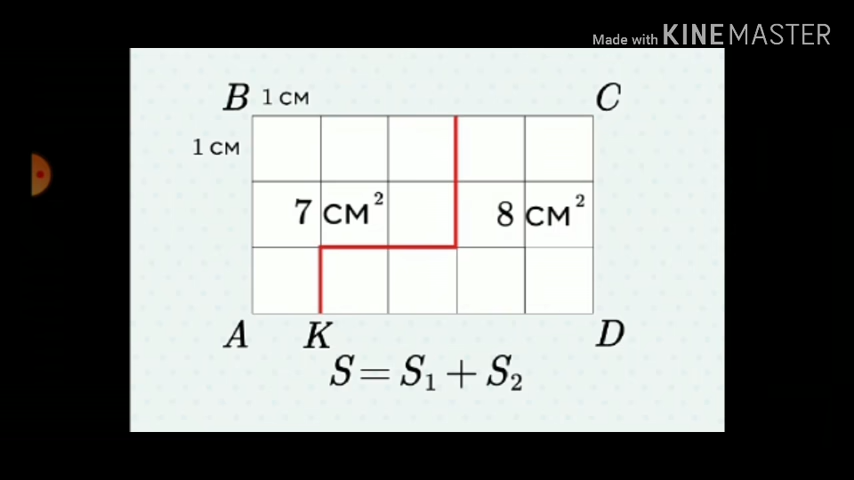 Made with KINEMASTER
B 1 см C
1 см
7 см² 8 см²
A K D
S = S₁ + S₂